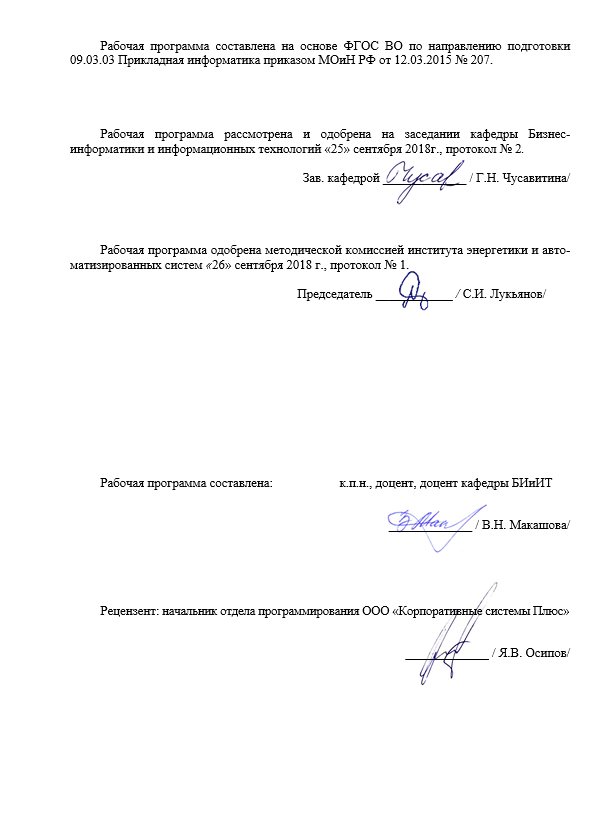 Рабочая программа составлена на основе ФГОС ВО по направлению подготовки
09.03.03 Прикладная информатика приказом МОиН РФ от 12.03.2015 № 207.
Рабочая программа рассмотрена и одобрена на заседании кафедры Бизнес-
информатики и информационных технологий «25» сентября 2018г., протокол № 2.
Зав. кафедрой _____________ / Г.Н. Чусавитина/
Рабочая программа одобрена методической комиссией института энергетики и авто-
матизированных систем «26» сентября 2018 г., протокол № 1.
Председатель ____________ / С.И. Лукьянов/
Рабочая программа составлена: к.п.н., доцент, доцент кафедры БИиИТ
_____________ / В.Н. Макашова/
Рецензент: начальник отдела программирования ООО «Корпоративные системы Плюс»
_____________ / Я.В. Осипов/